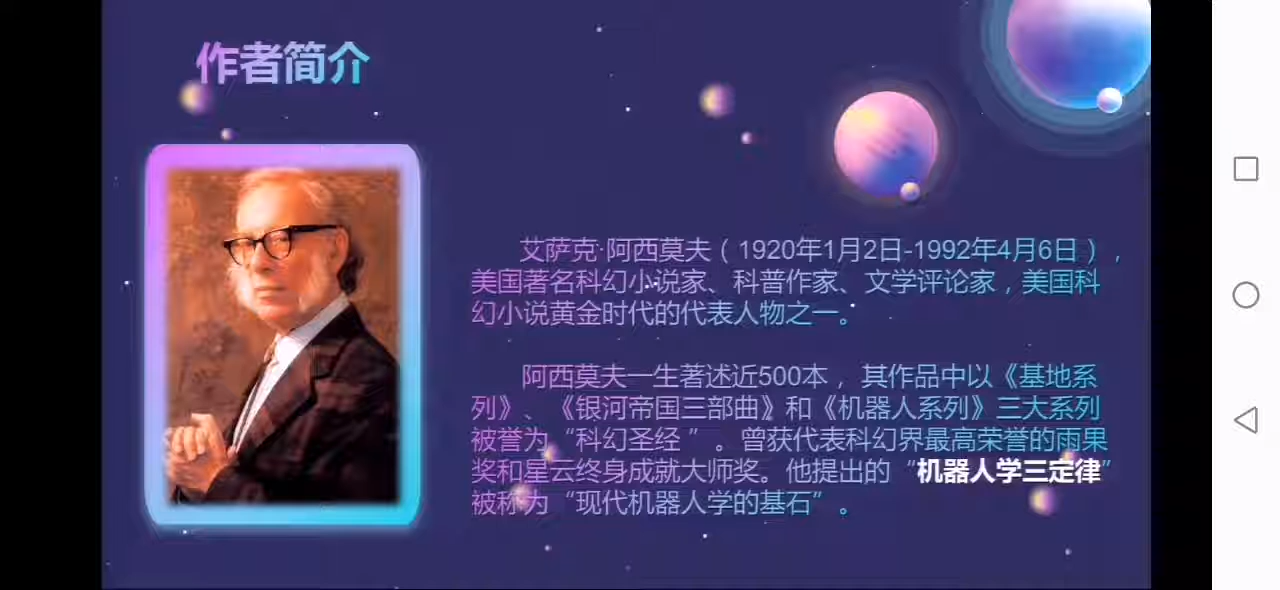 作者简介
艾萨克·阿西莫夫（1920年1月2日-1992年4月6日），
美国著名科幻小说家、科普作家、文学评论家，美国科
幻小说黄金时代的代表人物之一。
阿西莫夫一生著述近500本，其作品中以《基地系
列》、《银河帝国三部曲》和《机器人系列》三大系列
被誉为“科幻圣经”。曾获代表科幻界最高荣誉的雨果
奖和星云终身成就大师奖。他提出的“机器人学三定律”
被称为“现代机器人学的基石”。